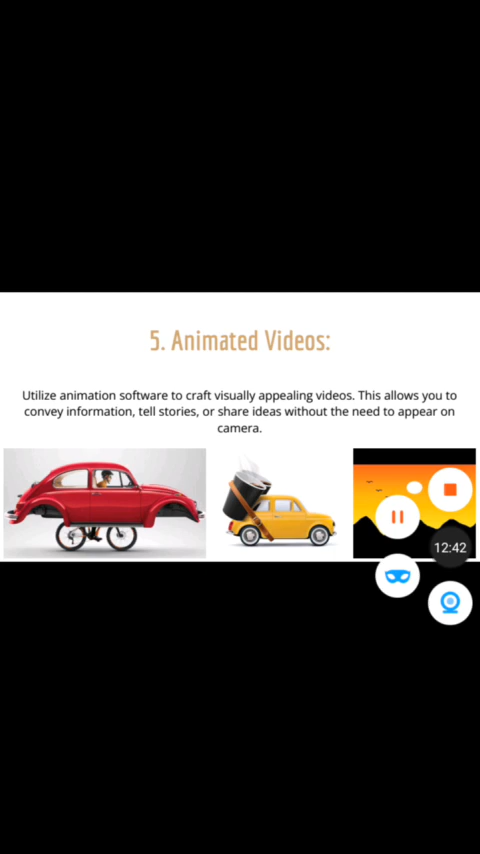 5. Animated Videos:
Utilize animation software to craft visually appealing videos. This allows you to
convey information, tell stories, or share ideas without the need to appear on
camera.
12:42